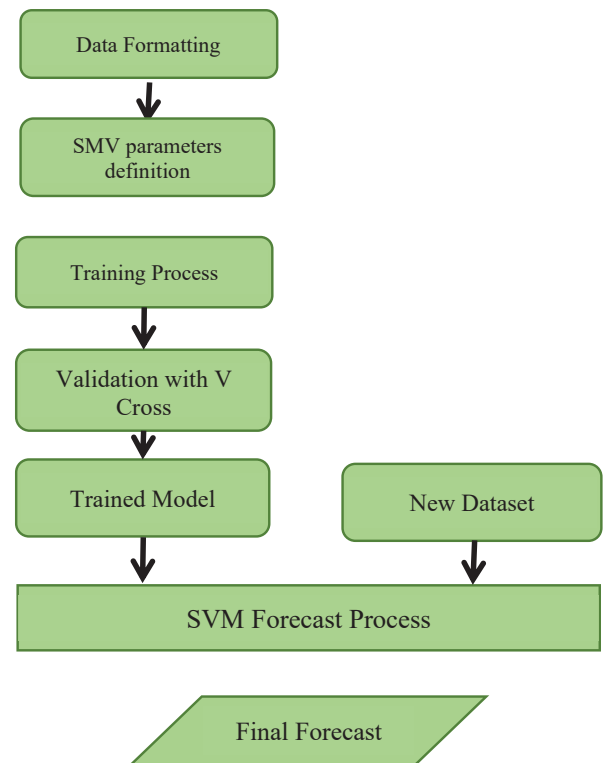 Data Formatting
SMV parameters
definition
Training Process
Validation with V
Cross
Trained Model
New Dataset
SVM Forecast Process
Final Forecast